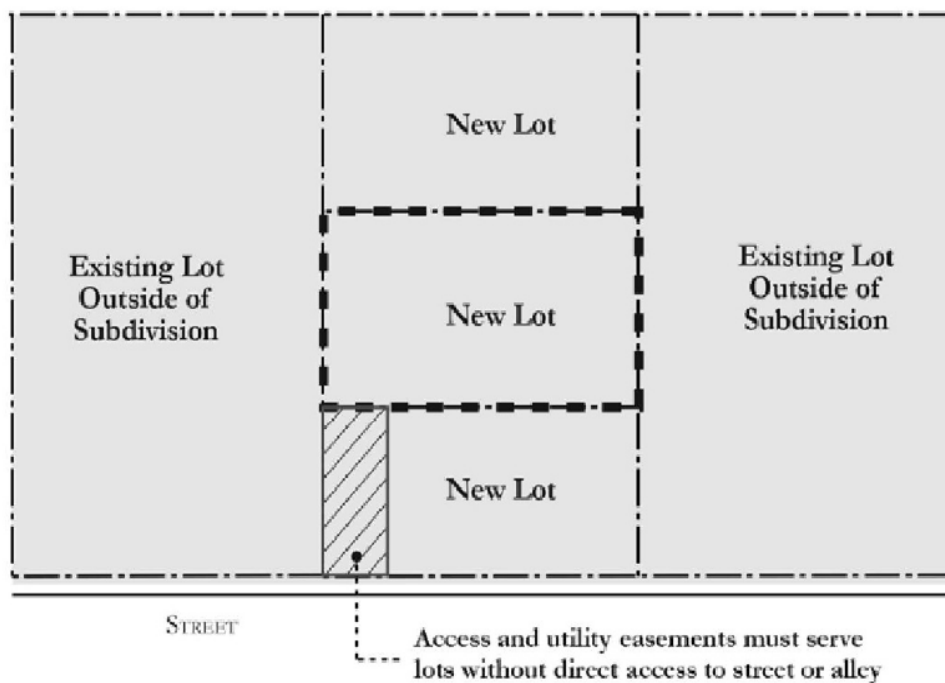 New Lot
Existing Lot
Outside of
Subdivision
New Lot
Existing Lot
Outside of
Subdivision
New Lot
STREET
Access and utility easements must serve
lots without direct access to street or alley